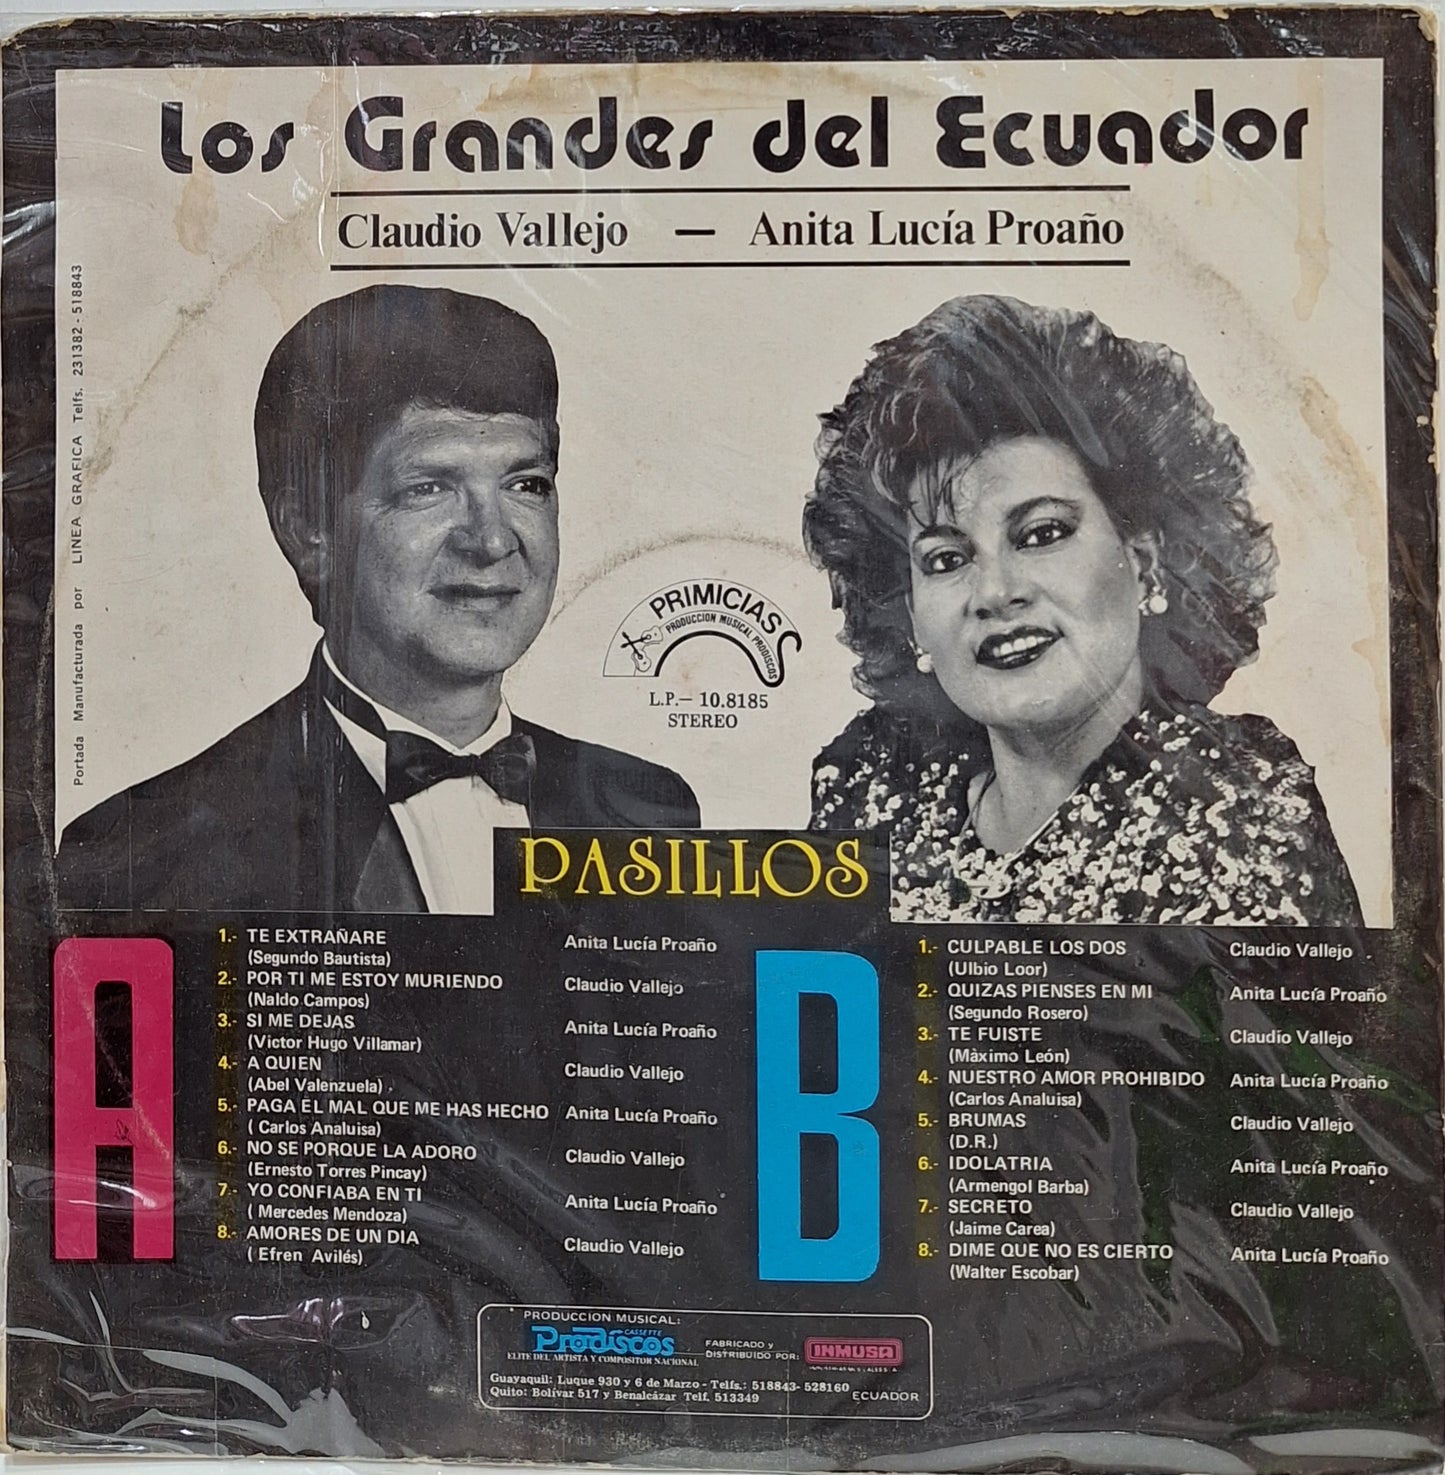 Los Grandes del Ecuador
Claudio Vallejo — Anita Lucía Proaño
Portada Manufacturada por LINEA GRAFICA Telfs. 231382 - 518843
PRIMICIAS
PRODUCCION MUSICAL PRODISCOS
L.P.— 10.8185
STEREO
PASILLOS
A
1.- TE EXTRAÑARE Anita Lucía Proaño
(Segundo Bautista)
2.- POR TI ME ESTOY MURIENDO Claudio Vallejo
(Naldo Campos)
3.- SI ME DEJAS Anita Lucía Proaño
(Victor Hugo Villamar)
4.- A QUIEN Claudio Vallejo
(Abel Valenzuela)
5.- PAGA EL MAL QUE ME HAS HECHO Anita Lucía Proaño
( Carlos Analuisa)
6.- NO SE PORQUE LA ADORO Claudio Vallejo
(Ernesto Torres Pincay)
7.- YO CONFIABA EN TI Anita Lucía Proaño
( Mercedes Mendoza)
8.- AMORES DE UN DIA Claudio Vallejo
( Efren Avilés)
B
1.- CULPABLE LOS DOS Claudio Vallejo
(Ulbio Loor)
2.- QUIZAS PIENSES EN MI Anita Lucía Proaño
(Segundo Rosero)
3.- TE FUISTE Claudio Vallejo
(Màximo León)
4.- NUESTRO AMOR PROHIBIDO Anita Lucía Proaño
(Carlos Analuisa)
5.- BRUMAS Claudio Vallejo
(D.R.)
6.- IDOLATRIA Anita Lucía Proaño
(Armengol Barba)
7.- SECRETO Claudio Vallejo
(Jaime Carea)
8.- DIME QUE NO ES CIERTO Anita Lucía Proaño
(Walter Escobar)
PRODUCCION MUSICAL:
CASSETTE
Prodiscos
ELITE DEL ARTISTA Y COMPOSITOR NACIONAL
FABRICADO y
DISTRIBUIDO POR: INMUSA
Guayaquil: Luque 930 y 6 de Marzo - Telfs.: 518843- 528160
Quito: Bolívar 517 y Benalcázar Telf. 513349
ECUADOR